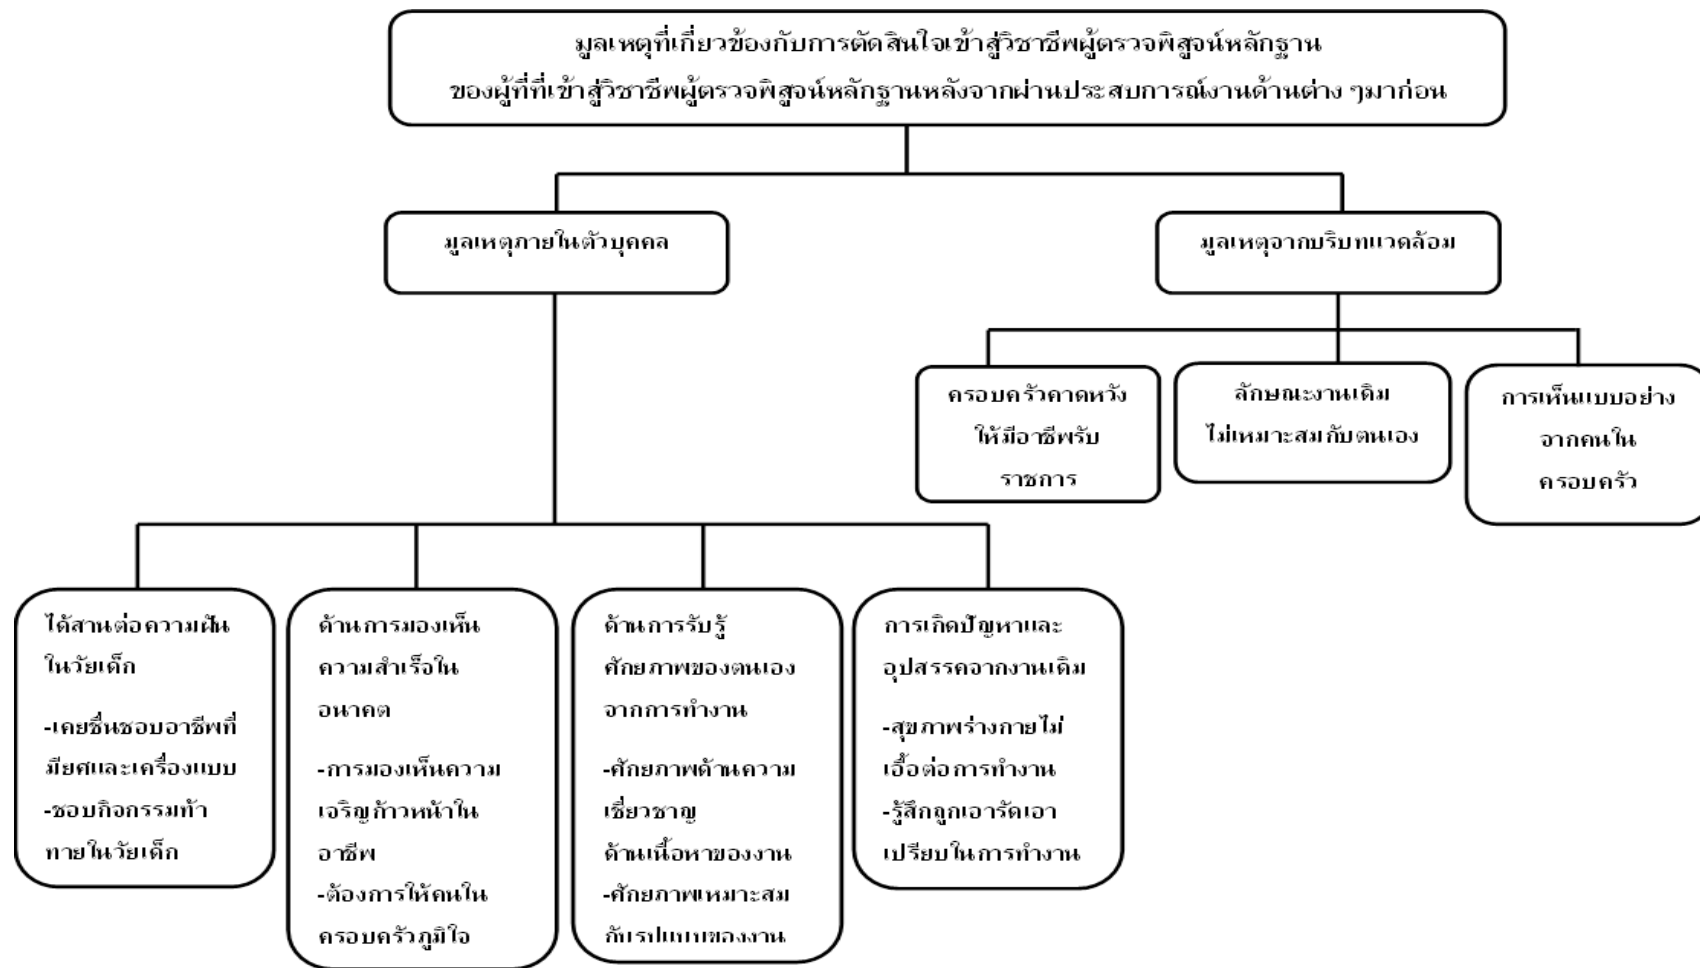 มูลเหตุที่เกี่ยวข้องกับการตัดสินใจเข้าสู่วิชาชีพผู้ตรวจพิสูจน์หลักฐาน
ของผู้ที่ที่เข้าสู่วิชาชีพผู้ตรวจพิสูจน์หลักฐานหลังจากผ่านประสบการณ์งานด้านต่าง ๆมาก่อน
มูลเหตุภายในตัวบุคคล
มูลเหตุจากบริบทแวดล้อม
ครอบครัวคาดหวัง
ให้มีอาชีพรับ
ราชการ
ลักษณะงานเดิม
ไม่เหมาะสมกับตนเอง
การเห็นแบบอย่าง
จากคนใน
ครอบครัว
ได้สานต่อความฝัน
ในวัยเด็ก
-เคยชื่นชอบอาชีพที่
มียศและเครื่องแบบ
-ชอบกิจกรรมท้า
ทายในวัยเด็ก
ด้านการมองเห็น
ความสำเร็จใน
อนาคต
-การมองเห็นความ
เจริญก้าวหน้าใน
อาชีพ
-ต้องการให้คนใน
ครอบครัวภูมิใจ
ด้านการรับรู้
ศักยภาพของตนเอง
จากการทำงาน
-ศักยภาพด้านความ
เชี่ยวชาญ
ด้านเนื้อหาของงาน
-ศักยภาพเหมาะสม
กับรูปแบบของงาน
การเกิดปัญหาและ
อุปสรรคจากงานเดิม
-สุขภาพร่างกายไม่
เอื้อต่อการทำงาน
-รู้สึกถูกเอารัดเอา
เปรียบในการทำงาน